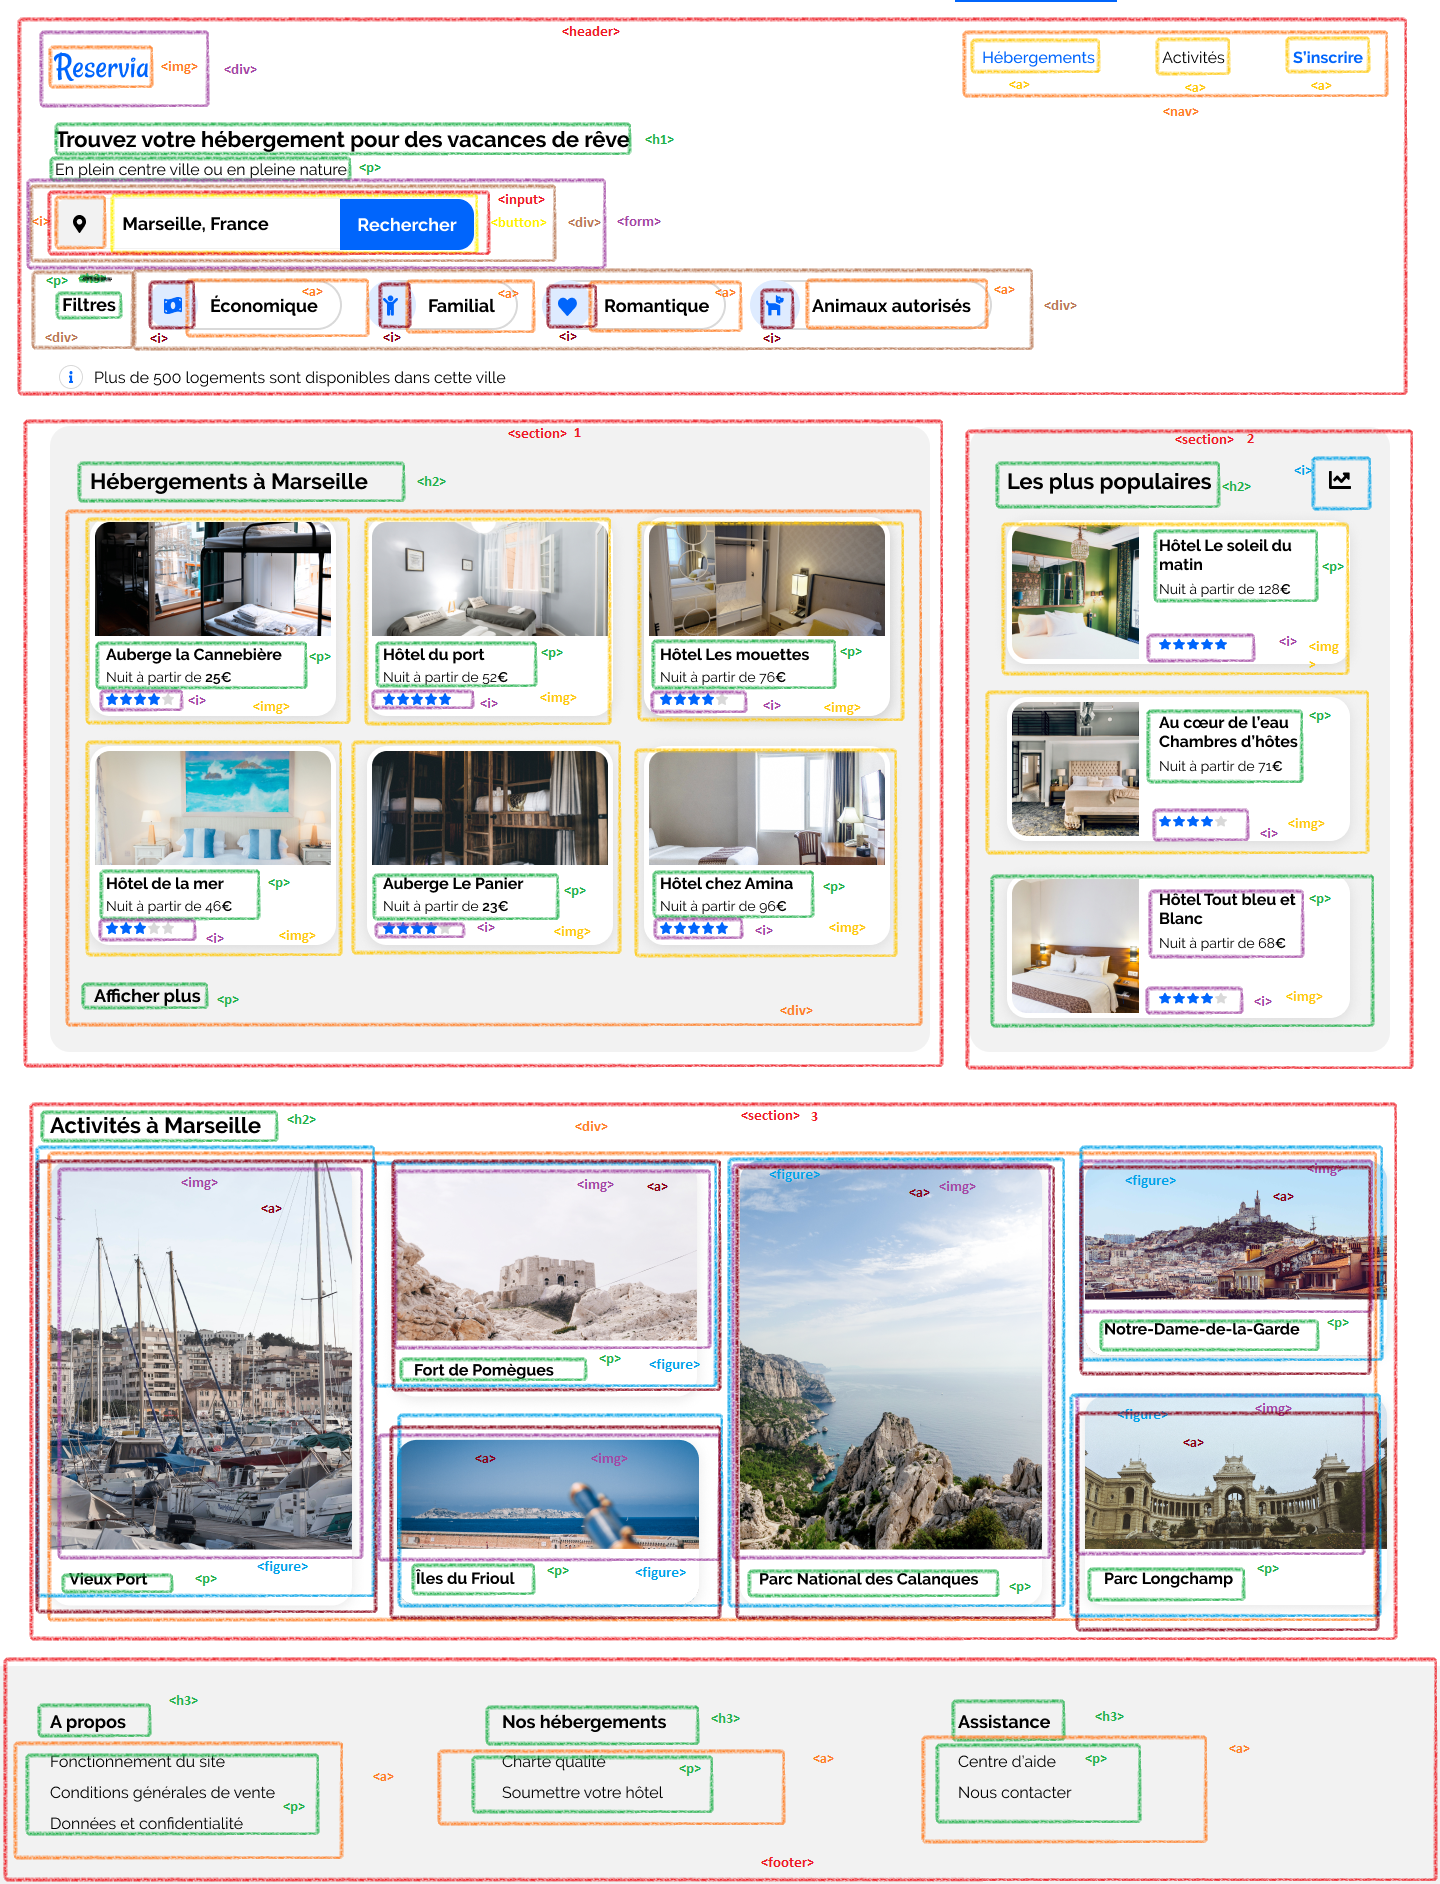 <header>
Reservia <img> <div>
Hébergements Activités S'inscrire
<a> <a> <a>
<nav>
Trouvez votre hébergement pour des vacances de rêve <h1>
En plein centre ville ou en pleine nature <p>
<i> Marseille, France Rechercher <input> <button> <div> <form>
<p>
Filtres Économique <a> Familial <a> Romantique <a> Animaux autorisés <a> <div>
<div> <i> <i> <i> <i>
Plus de 500 logements sont disponibles dans cette ville
<section> 1
Hébergements à Marseille <h2>
Auberge la Cannebière <p>
Nuit à partir de 25€
<i> <img>
Hôtel du port <p>
Nuit à partir de 52€
<i> <img>
Hôtel Les mouettes <p>
Nuit à partir de 76€
<i> <img>
Hôtel de la mer <p>
Nuit à partir de 46€
<i> <img>
Auberge Le Panier <p>
Nuit à partir de 23€
<i> <img>
Hôtel chez Amina <p>
Nuit à partir de 96€
<i> <img>
Afficher plus <p>
<div>
<section> 2
Les plus populaires <h2> <i>
Hôtel Le soleil du
matin <p>
Nuit à partir de 128€
<i> <img
>
Au cœur de l'eau <p>
Chambres d'hôtes
Nuit à partir de 71€
<i> <img>
Hôtel Tout bleu et <p>
Blanc
Nuit à partir de 68€
<i> <img>
<section> 3
Activités à Marseille <h2>
<div>
<img>
<a>
<figure>
Vieux Port <p>
<img> <a>
Fort de Pomègues <p> <figure>
<a> <img>
Îles du Frioul <p> <figure>
<figure> <a> <img>
Parc National des Calanques <p>
<img>
<figure> <a>
Notre-Dame-de-la-Garde <p>
<figure> <img>
<a>
Parc Longchamp <p>
<h3>
A propos
Fonctionnement du site
Conditions générales de vente
Données et confidentialité
<p> <a>
Nos hébergements <h3>
Charte qualité
Soumettre votre hôtel
<p> <a>
Assistance <h3>
Centre d'aide <p>
Nous contacter
<a>
<footer>